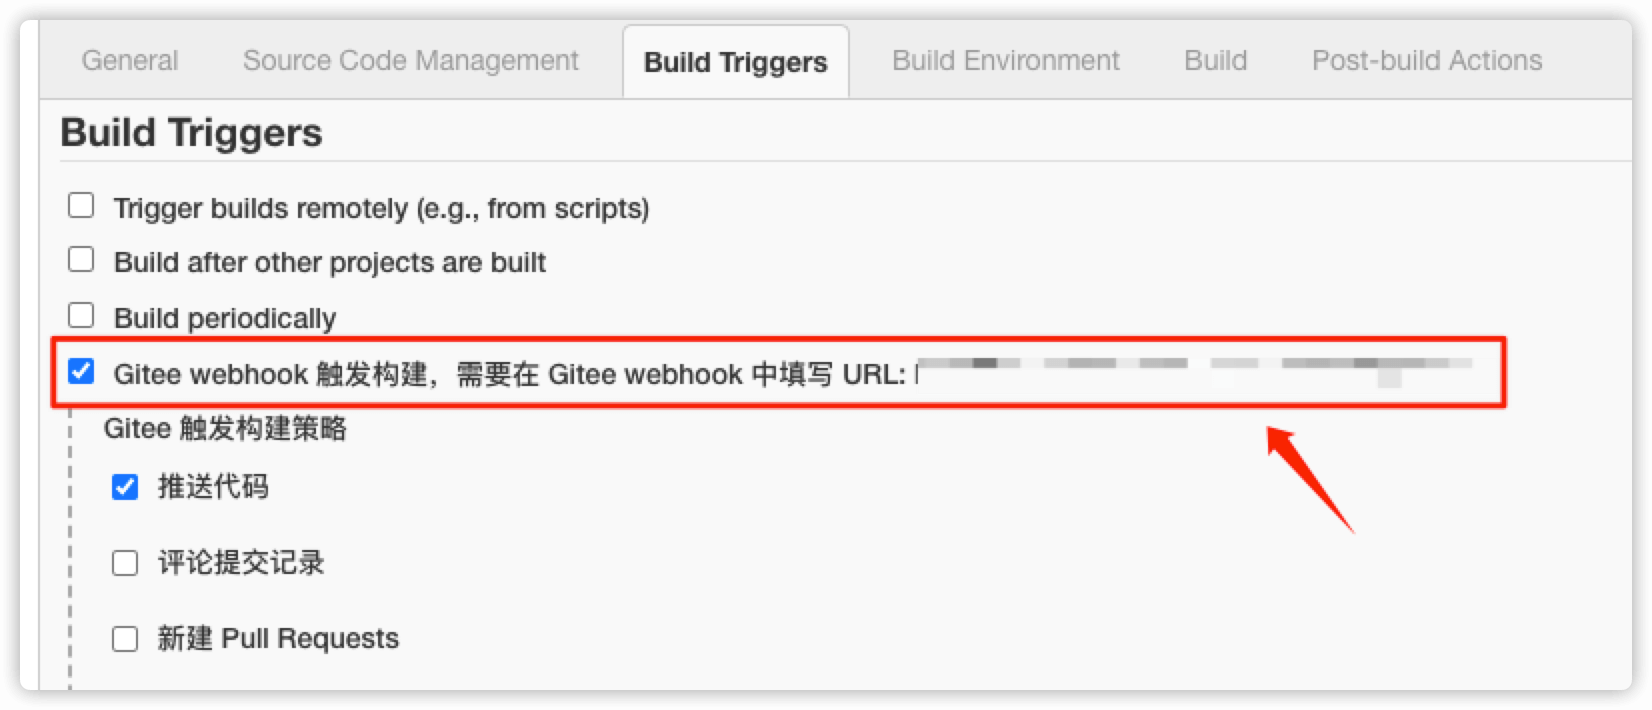 General Source Code Management Build Triggers Build Environment Build Post-build Actions
Build Triggers
Trigger builds remotely (e.g., from scripts)
Build after other projects are built
Build periodically
Gitee webhook 触发构建，需要在 Gitee webhook 中填写 URL:
Gitee 触发构建策略
推送代码
评论提交记录
新建 Pull Requests